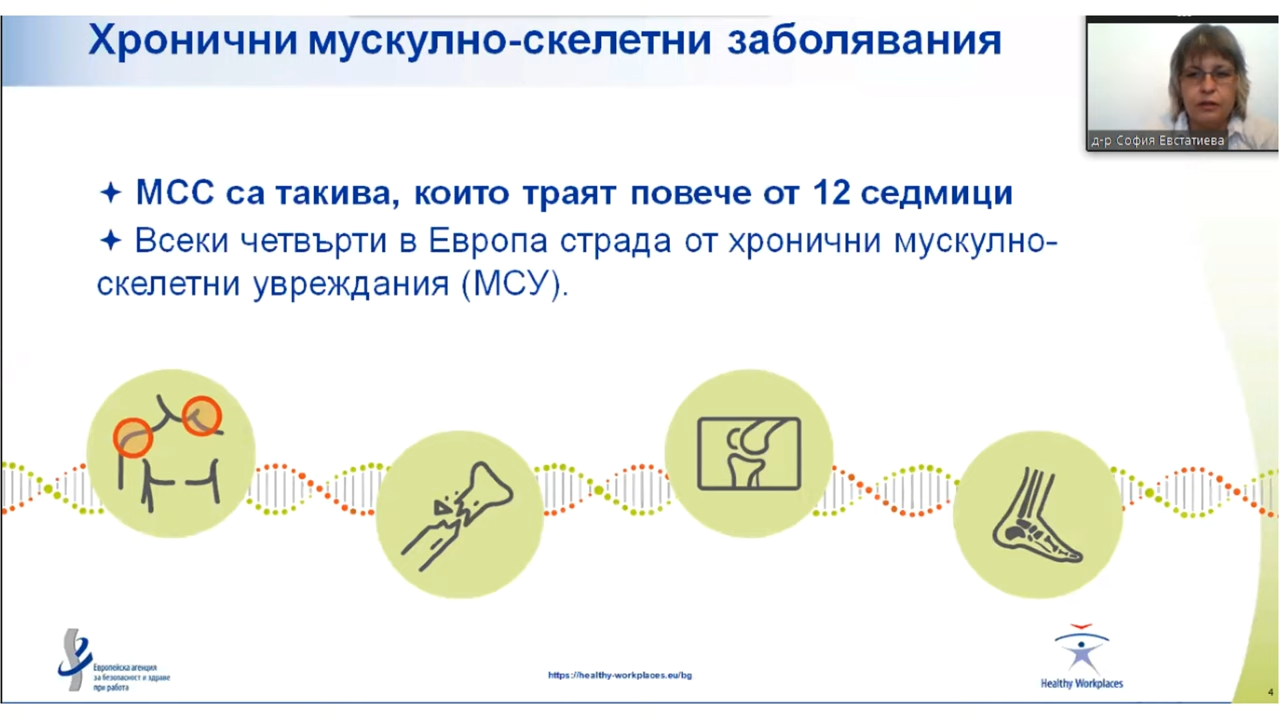 Хронични мускулно-скелетни заболявания
д-р София Евстатиева
✦ МСС са такива, които траят повече от 12 седмици
✦ Всеки четвърти в Европа страда от хронични мускулно-
скелетни увреждания (МСУ).
Европейска агенция
за безопасност и здраве
при работа
https://healthy-workplaces.eu/bg
Healthy Workplaces
4